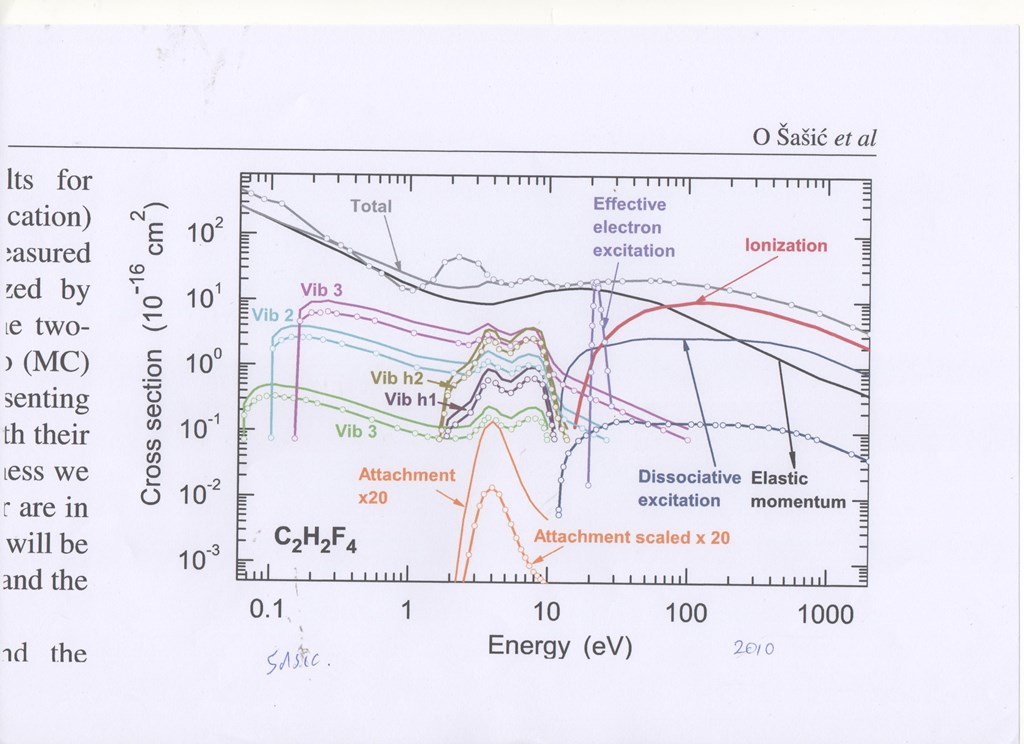 O Šašić et al
lts for
cation)
easured
zed by
ne two-
o (MC)
senting
th their
ness we
r are in
will be
and the
nd the
Cross section (10⁻¹⁶ cm²)
10²
10¹
10⁰
10⁻¹
10⁻²
10⁻³
Total
Effective
electron
excitation
Ionization
Vib 3
Vib 2
Vib h2
Vib h1
Vib 3
Attachment
x20
Dissociative
excitation
Elastic
momentum
Attachment scaled x 20
C₂H₂F₄
0.1 1 10 100 1000
Energy (eV)
SASIC.
2010